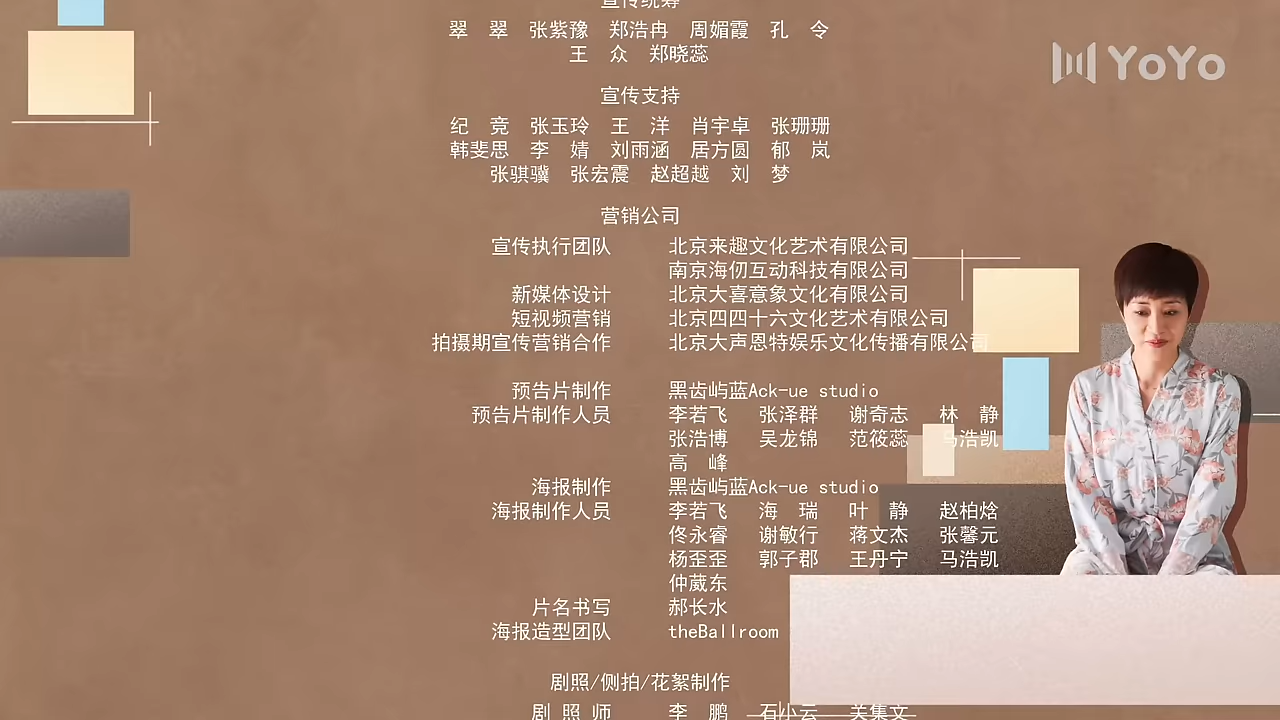 宣传统筹
翠 翠 张紫豫 郑浩冉 周媚霞 孔 令
王 众 郑晓蕊
YoYo
宣传支持
纪 竞 张玉玲 王 洋 肖宇卓 张珊珊
韩斐思 李 婧 刘雨涵 居方圆 郁 岚
张骐骥 张宏震 赵超越 刘 梦
营销公司
宣传执行团队 北京来趣文化艺术有限公司
南京海仞互动科技有限公司
新媒体设计 北京大喜意象文化有限公司
短视频营销 北京四四十六文化艺术有限公司
拍摄期宣传营销合作 北京大声恩特娱乐文化传播有限公司
预告片制作 黑齿屿蓝Ack-ue studio
预告片制作人员 李若飞 张泽群 谢奇志 林 静
张浩博 吴龙锦 范筱蕊 马浩凯
高 峰
海报制作 黑齿屿蓝Ack-ue studio
海报制作人员 李若飞 海 瑞 叶 静 赵柏焓
佟永睿 谢敏行 蒋文杰 张馨元
杨歪歪 郭子郡 王丹宁 马浩凯
仲葳东
片名书写 郝长水
海报造型团队 theBallroom
剧照/侧拍/花絮制作
剧 照 师 李 鹏 石小云 关集文